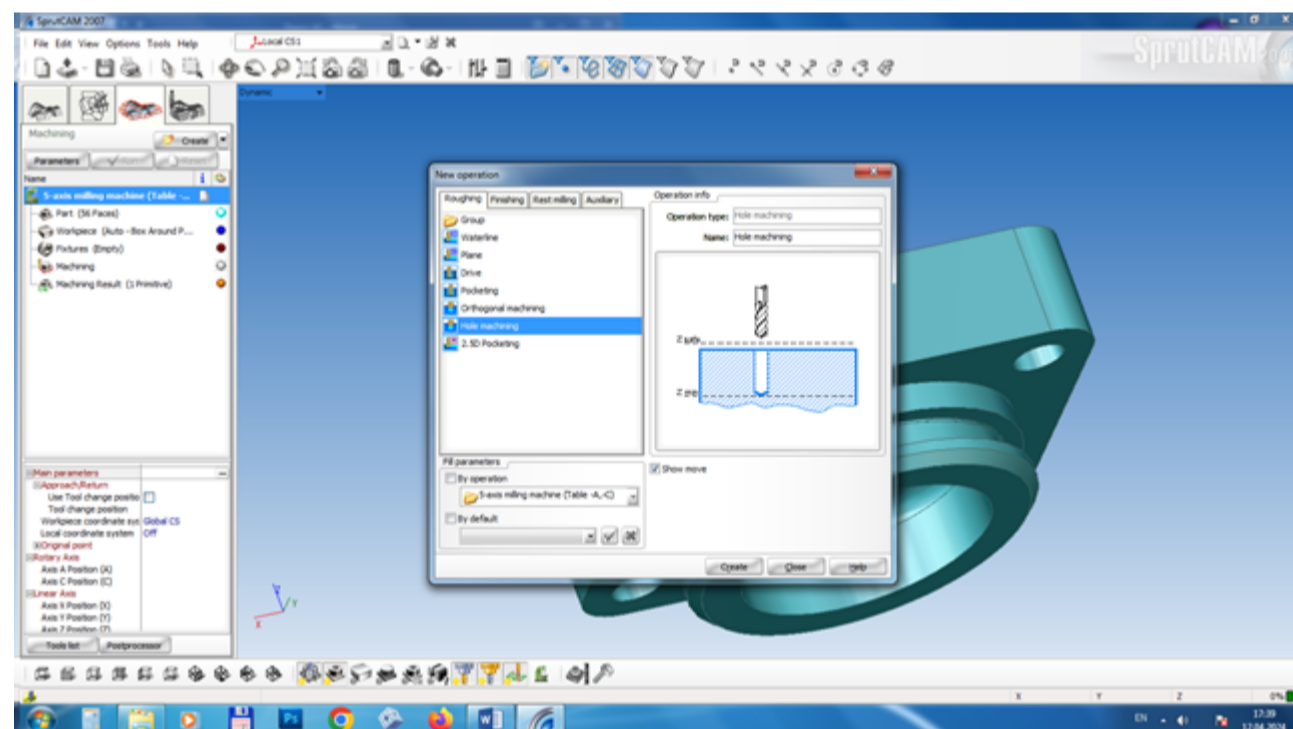 SprutCAM 2007
File Edit View Options Tools Help
Local CS1
SprutCAM
Dynamic
Machining
Create
Parameters
Name
5-axis milling machine (Table -...
Part (56 Faces)
Workpiece (Auto -Box Around P...
Fixtures (Empty)
Machining
Machining Result (1 Primitive)
Main parameters
Approach/Return
Use Tool change positio
Tool change position
Workpiece coordinate sys Global CS
Local coordinate system Off
Original point
Rotary Axis
Axis A Position (A)
Axis C Position (C)
Linear Axis
Axis X Position (X)
Axis Y Position (Y)
Axis Z Position (Z)
Tools list Postprocessor
New operation
Roughing Finishing Rest milling Auxiliary
Group
Waterline
Plane
Drive
Pocketing
Orthogonal machining
Hole machining
2.5D Pocketing
Fill parameters
By operation
5-axis milling machine (Table -A,-C)
By default
Operation info
Operation type: Hole machining
Name: Hole machining
Show move
Create Close Help
Y
X
X Y Z 0%
Ps
W
EN
17:39
12.04.2024